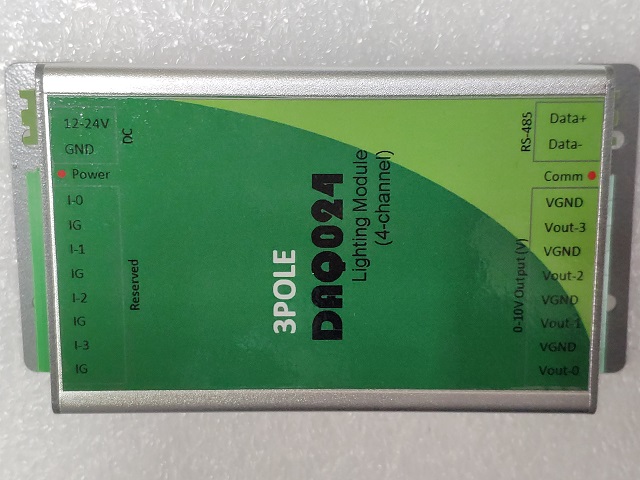 12-24V
GND
DC
Power
I-0
IG
I-1
IG
I-2
IG
I-3
IG
Reserved
3POLE
DAQ024
Lighting Module
(4-channel)
RS-485
Data+
Data-
Comm
VGND
Vout-3
VGND
Vout-2
VGND
Vout-1
VGND
Vout-0
0-10V Output (V)